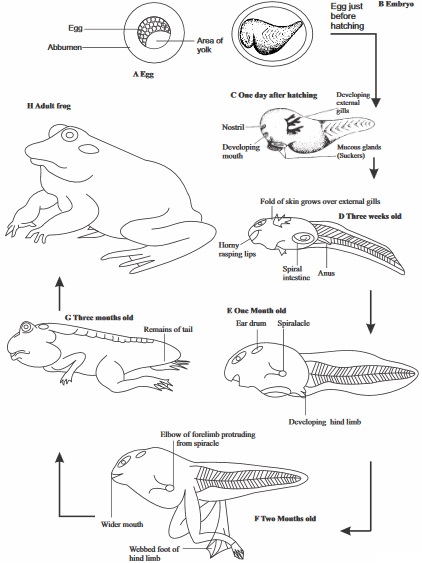 Egg just
before
hatching
B Embryo
Egg
Abbumen
Area of
yolk
A Egg
C One day after hatching
Developing
external
gills
Nostril
Developing
mouth
Mucous glands
(Suckers)
H Adult frog
Fold of skin grows over external gills
D Three weeks old
Horny
rasping lips
Spiral
intestine
Anus
G Three months old
Remains of tail
E One Month old
Ear drum
Spiralacle
Developing hind limb
Elbow of forelimb protruding
from spiracle
Wider mouth
F Two Months old
Webbed foot of
hind limb